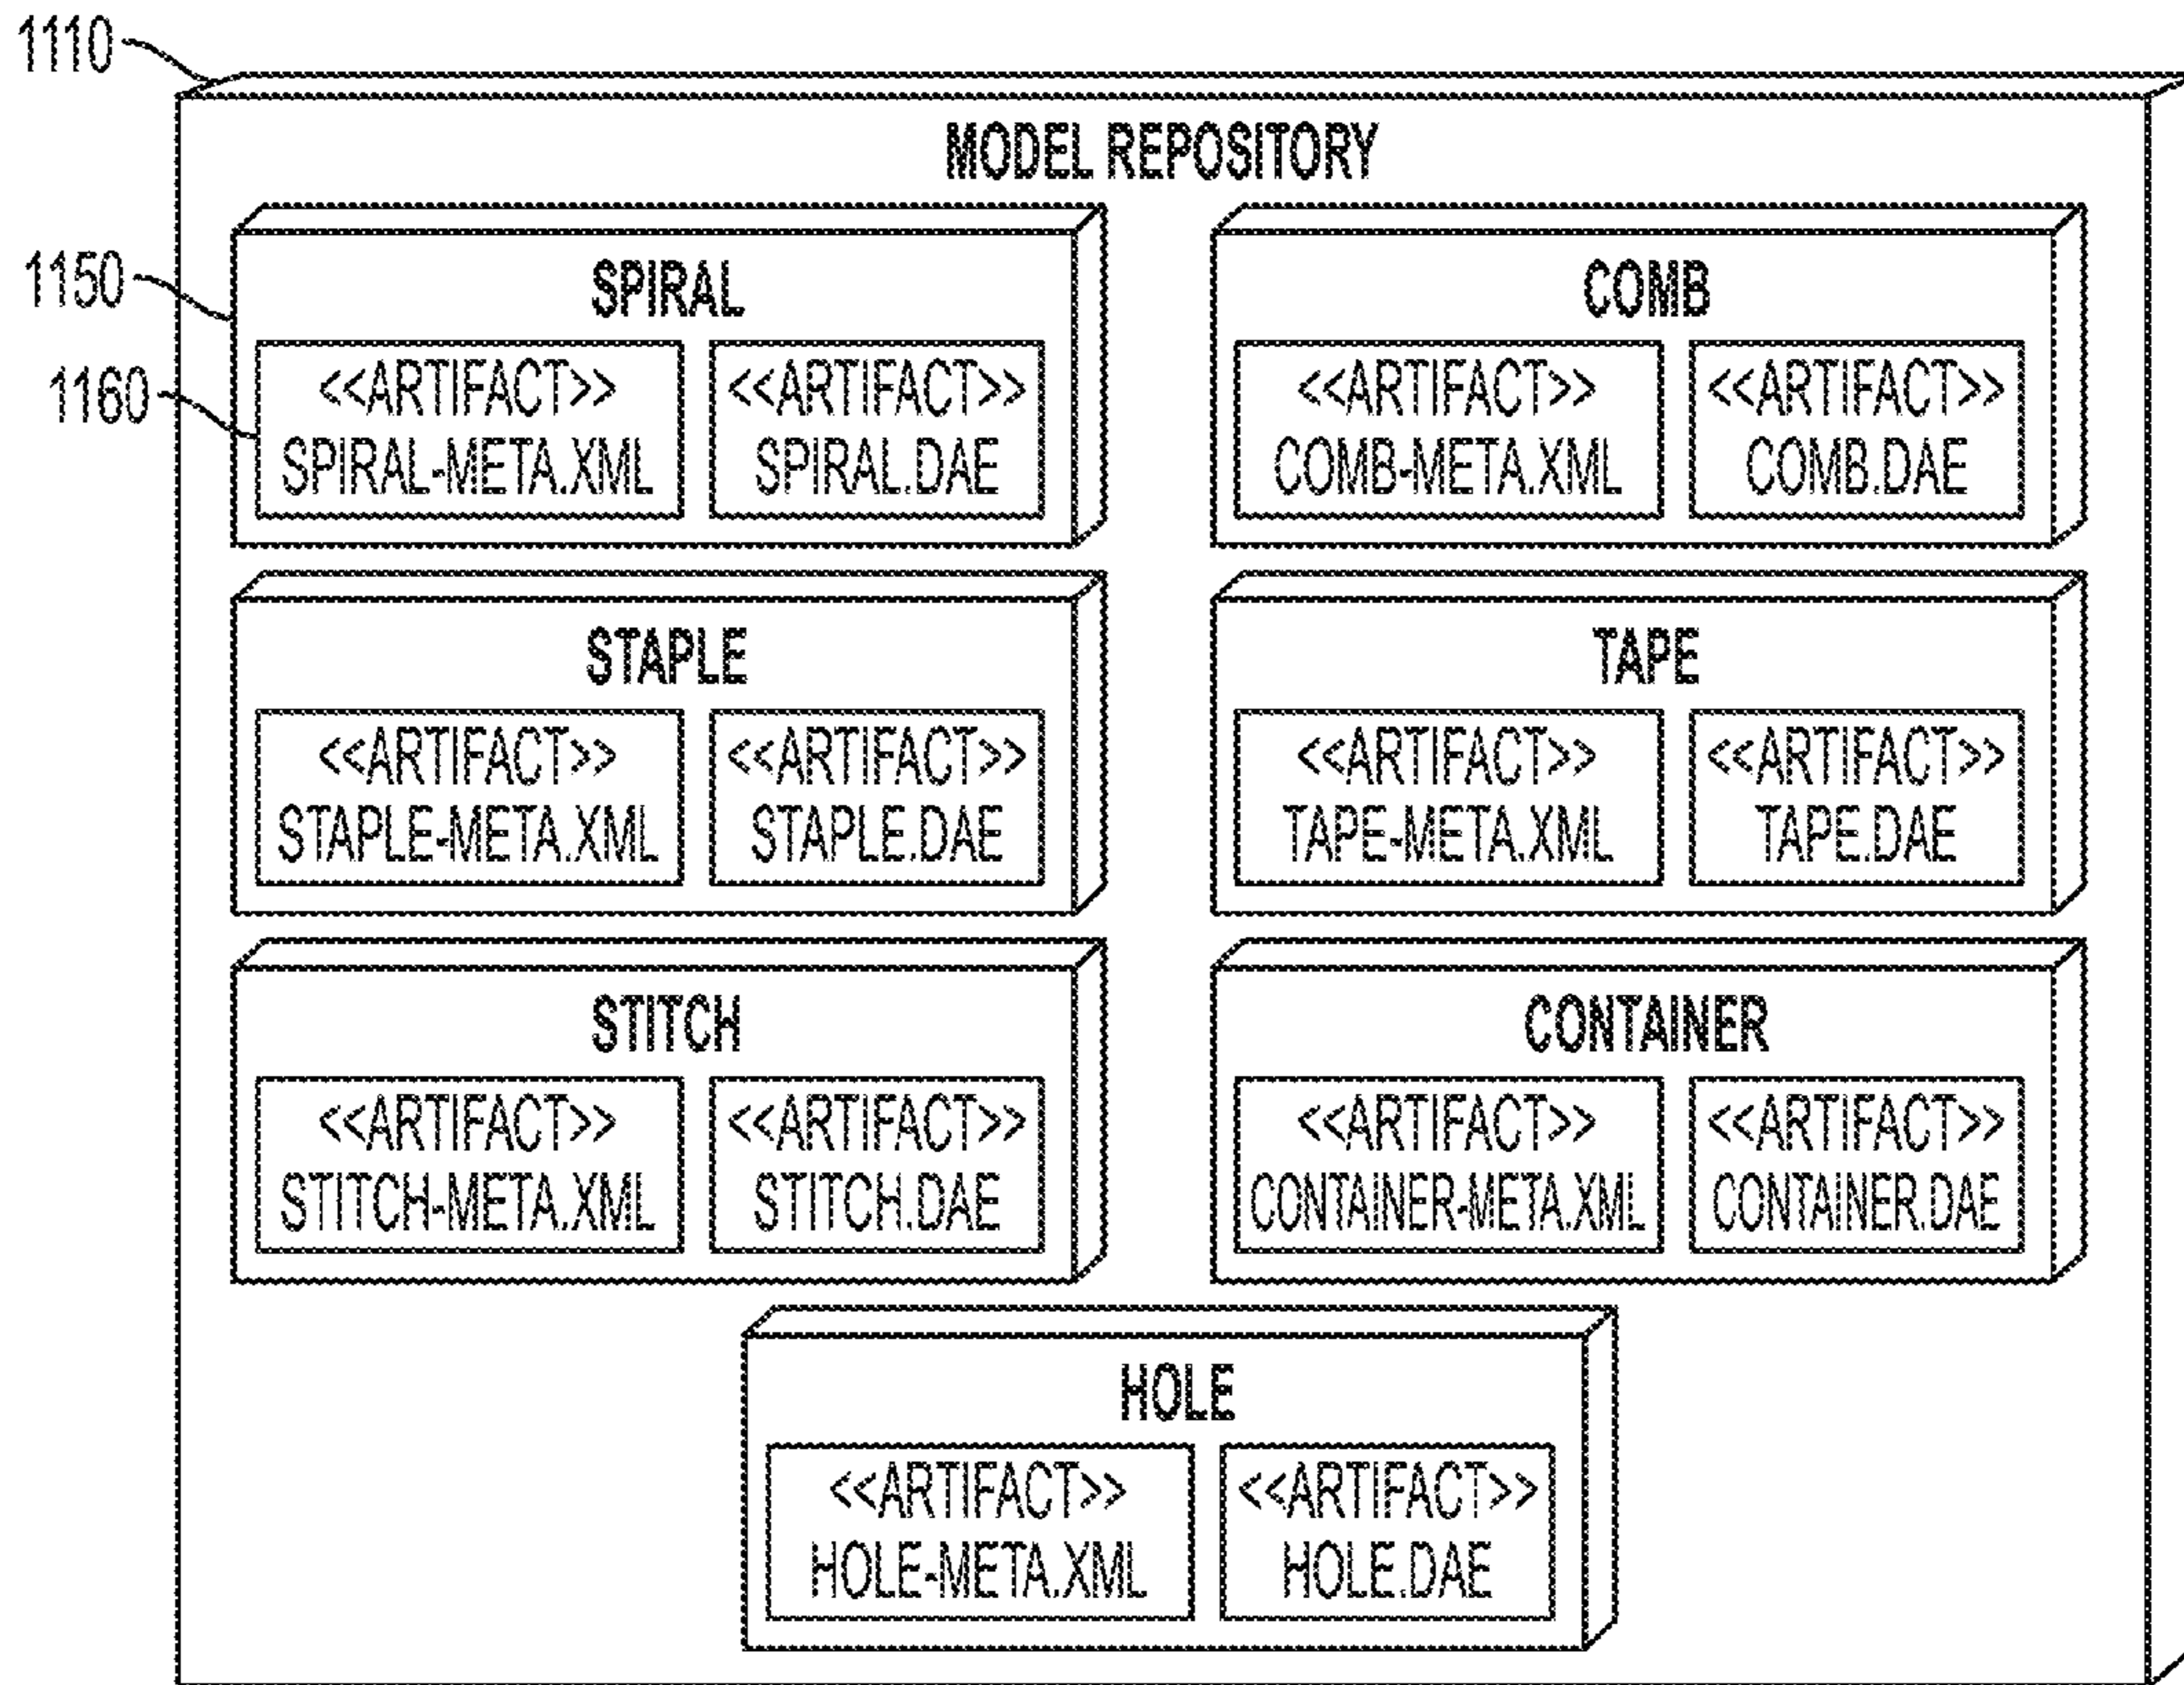 1110
MODEL REPOSITORY
1150
SPIRAL
COMB
1160
<<ARTIFACT>>
SPIRAL-META.XML
<<ARTIFACT>>
SPIRAL.DAE
<<ARTIFACT>>
COMB-META.XML
<<ARTIFACT>>
COMB.DAE
STAPLE
<<ARTIFACT>>
STAPLE-META.XML
<<ARTIFACT>>
STAPLE.DAE
TAPE
<<ARTIFACT>>
TAPE-META.XML
<<ARTIFACT>>
TAPE.DAE
STITCH
<<ARTIFACT>>
STITCH-META.XML
<<ARTIFACT>>
STITCH.DAE
CONTAINER
<<ARTIFACT>>
CONTAINER-META.XML
<<ARTIFACT>>
CONTAINER.DAE
HOLE
<<ARTIFACT>>
HOLE-META.XML
<<ARTIFACT>>
HOLE.DAE